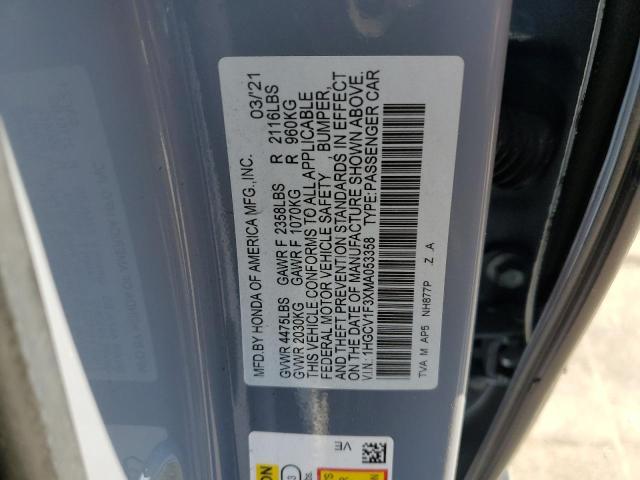 MFD.BY HONDA OF AMERICA MFG.,INC. 03/'21
GVWR 4475LBS GAWR F 2358LBS R 2116LBS
GVWR 2030KG GAWR F 1070KG R 960KG
THIS VEHICLE CONFORMS TO ALL APPLICABLE
FEDERAL MOTOR VEHICLE SAFETY , BUMPER,
AND THEFT PREVENTION STANDARDS IN EFFECT
ON THE DATE OF MANUFACTURE SHOWN ABOVE.
V.I.N.:1HGCV1F3XMA053358 TYPE:PASSENGER CAR
TVA M AP5 NH877P Z A
VE